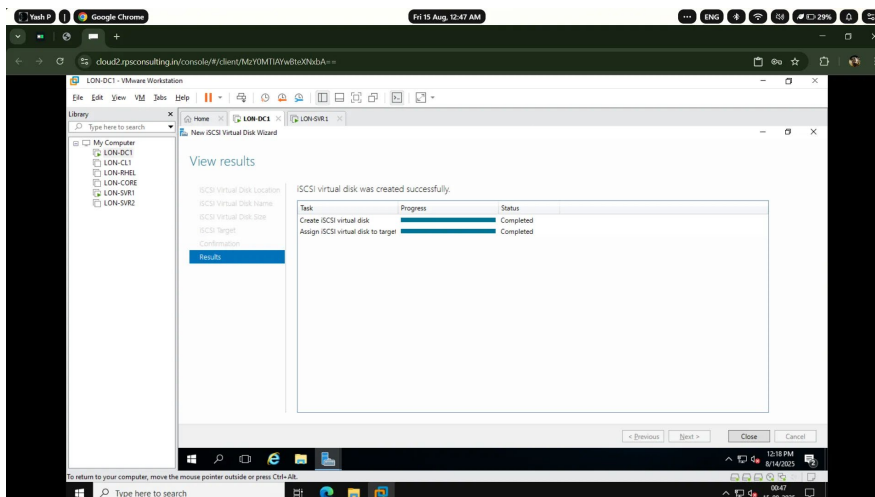 Yash P
Google Chrome
Fri 15 Aug, 12:47 AM
ENG
29%
cloud2.rpsconsulting.in/console/#/client/MzY0MTIAYwBteXNxbA==
LON-DC1 - VMware Workstation
File Edit View VM Tabs Help
Library
Type here to search
Home
LON-DC1
LON-SVR1
My Computer
LON-DC1
LON-CL1
LON-RHEL
LON-CORE
LON-SVR1
LON-SVR2
New iSCSI Virtual Disk Wizard
View results
iSCSI Virtual Disk Location
iSCSI Virtual Disk Name
iSCSI Virtual Disk Size
iSCSI Target
Confirmation
Results
iSCSI virtual disk was created successfully.
Task Progress Status
Create iSCSI virtual disk Completed
Assign iSCSI virtual disk to target Completed
< Previous Next > Close Cancel
12:18 PM
8/14/2025
To return to your computer, move the mouse pointer outside or press Ctrl+Alt.
Type here to search
00:47
15-08-2025